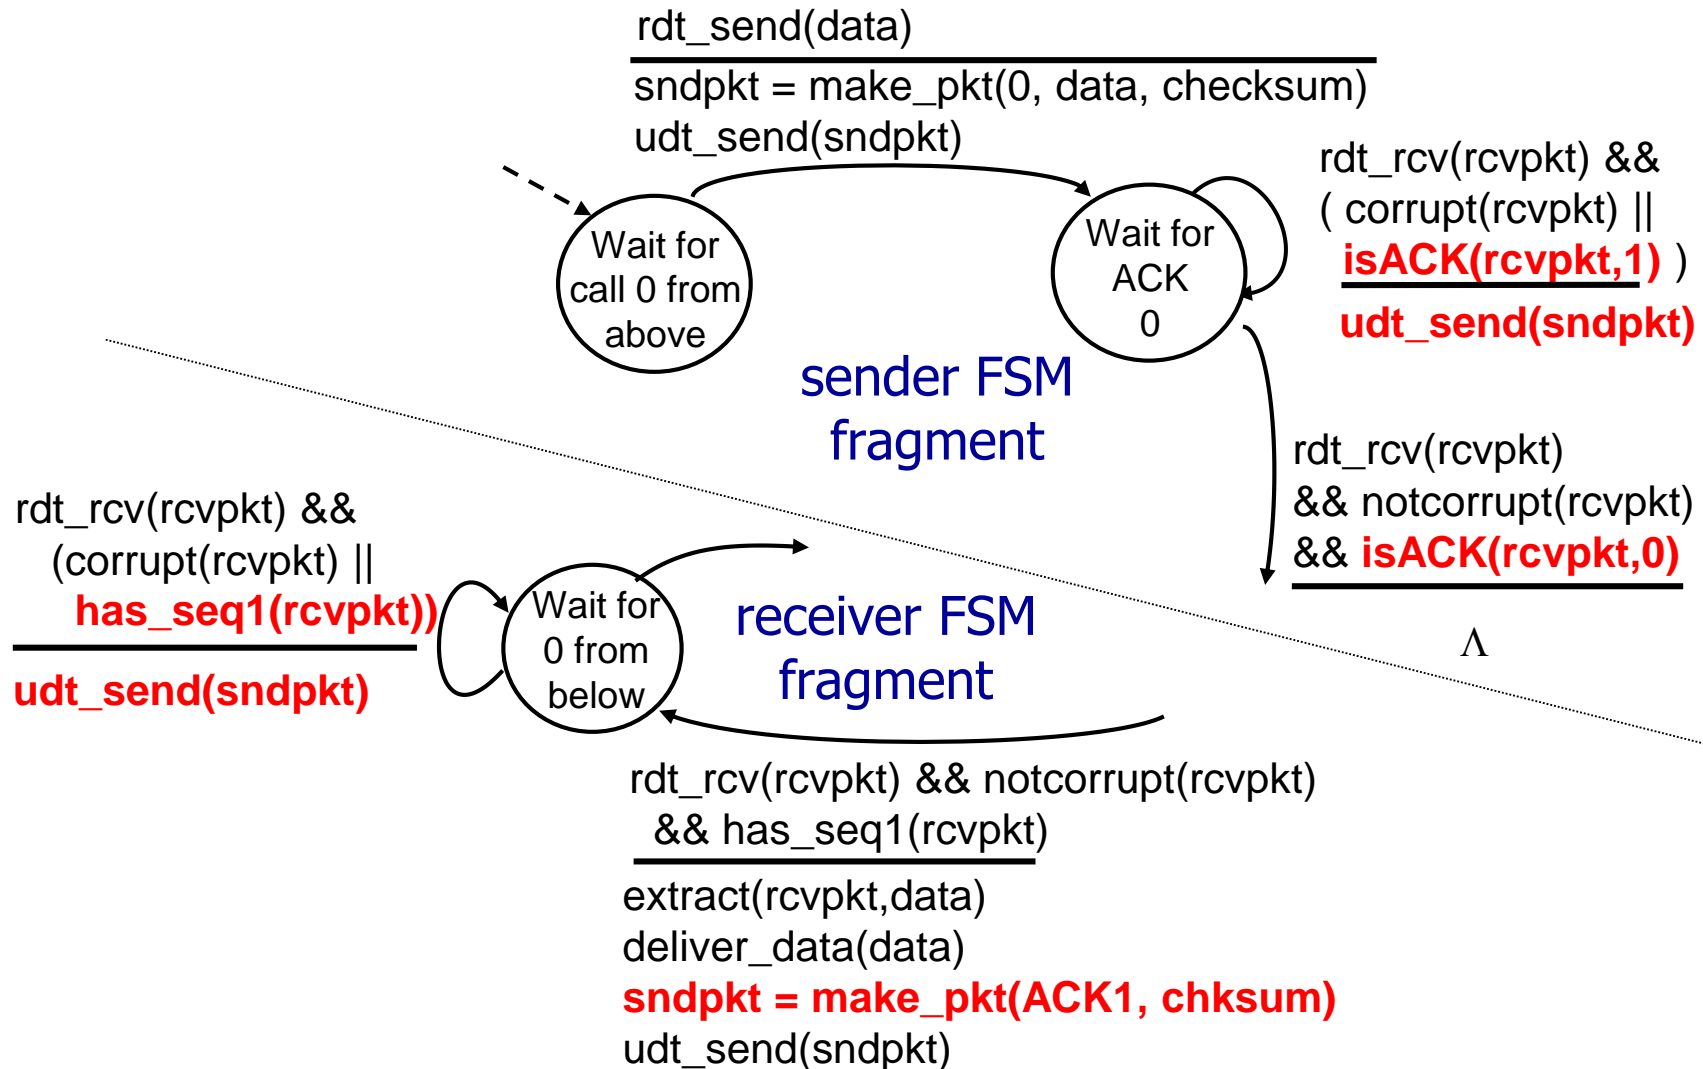 rdt_send(data)
sndpkt = make_pkt(0, data, checksum)
udt_send(sndpkt)
Wait for
call 0 from
above
Wait for
ACK
0
rdt_rcv(rcvpkt) &&
( corrupt(rcvpkt) ||
isACK(rcvpkt,1) )
udt_send(sndpkt)
sender FSM
fragment
rdt_rcv(rcvpkt)
&& notcorrupt(rcvpkt)
&& isACK(rcvpkt,0)
Λ
rdt_rcv(rcvpkt) &&
(corrupt(rcvpkt) ||
has_seq1(rcvpkt))
udt_send(sndpkt)
Wait for
0 from
below
receiver FSM
fragment
rdt_rcv(rcvpkt) && notcorrupt(rcvpkt)
&& has_seq1(rcvpkt)
extract(rcvpkt,data)
deliver_data(data)
sndpkt = make_pkt(ACK1, chksum)
udt_send(sndpkt)